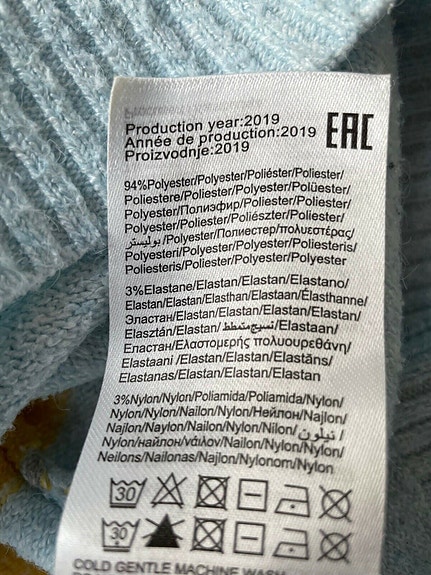 Production year:2019
Année de production:2019
Proizvodnje:2019
EAC
94%Polyester/Polyester/Poliéster/Poliester/
Poliestere/Poliester/Polyester/Polüester/
Polyester/Полиэфир/Poliester/Poliester/
Poliester/Poliester/Poliészter/Poliester/
بوليستر/Polyester/Полиестер/πολυεστέρας/
Polyesteri/Polyester/Polyester/Poliesteris/
Poliesteris/Poliester/Polyester/Polyester
3%Elastane/Elastan/Elastan/Elastano/
Elastan/Elastan/Elasthan/Elastaan/Élasthanne/
Эластан/Elastan/Elastan/Elastan/Elastan/
Elasztán/Elastan/نسيج متمطط/Elastaan/
Еластан/Ελαστομερής πολυουρεθάνη/
Elastaani /Elastan/Elastan/Elastāns/
Elastanas/Elastan/Elastan/Elastan
3%Nylon/Nylon/Poliamida/Poliamida/Nylon/
Nylon/Nylon/Nailon/Nylon/Нейлон/Najlon/
Najlon/Naylon/Nailon/Nylon/Nilon/نيلون/
Nylon/найлон/νάιλον/Nailon/Nylon/Nylon/
Neilons/Nailonas/Najlon/Nylonom/Nylon
30
30
COLD GENTLE MACHINE WASH